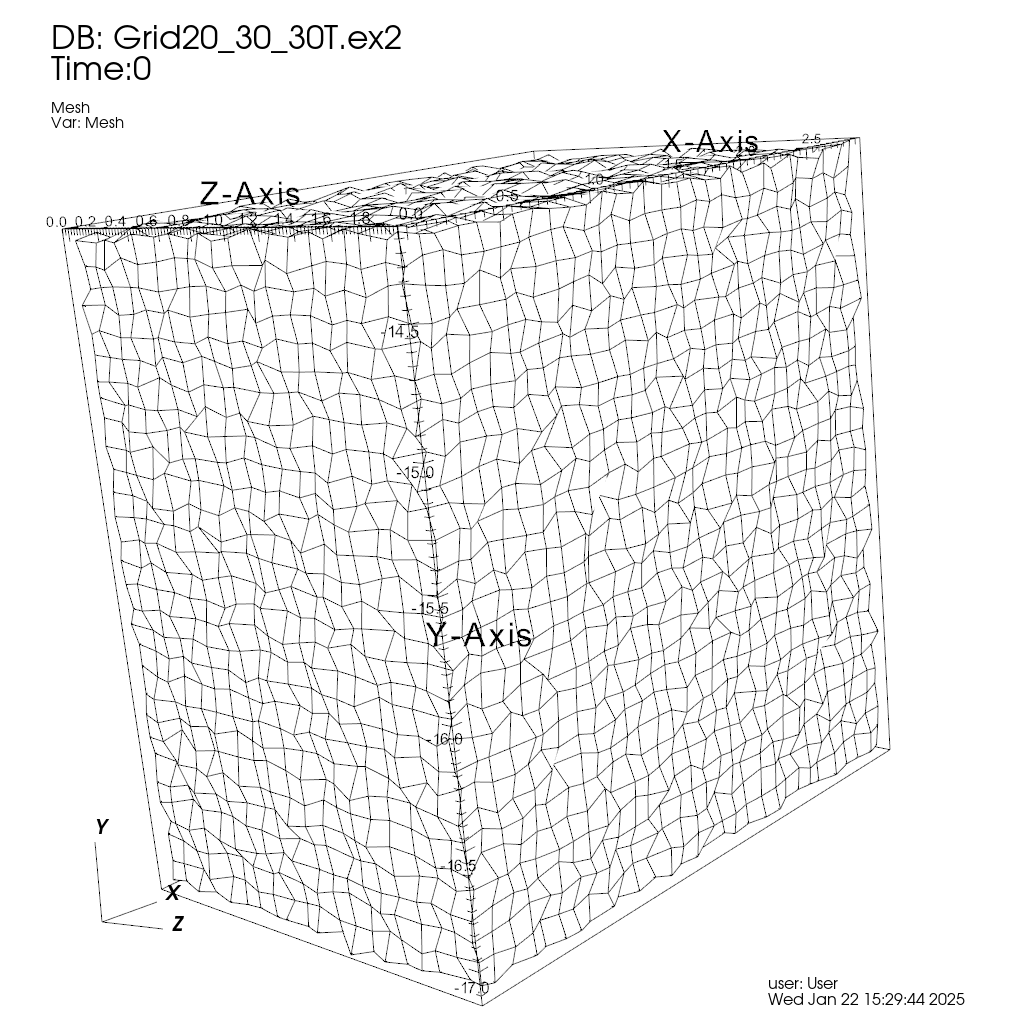 DB: Grid20_30_30T.ex2
Time:0
Mesh
Var: Mesh
X-Axis
2.5
2.0
1.5
1.0
0.5
0.0
Z-Axis
0.0 0.2 0.4 0.6 0.8 1.0 1.2 1.4 1.6 1.8
-14.5
-15.0
-15.5
Y-Axis
-16.0
-16.5
-17.0
Y
X
Z
user: User
Wed Jan 22 15:29:44 2025